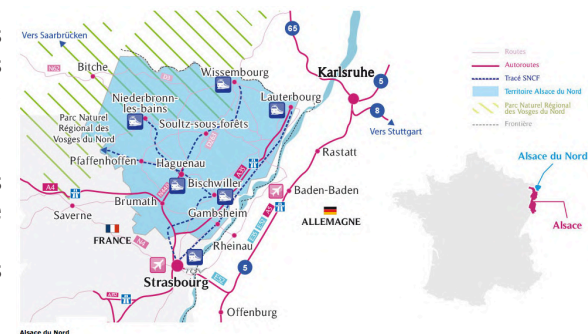 Vers Saarbrücken
65
Bitche
Wissembourg
Karlsruhe
5
Niederbronn-
les-bains
Lauterbourg
8
Parc Naturel
Régional des
Vosges du Nord
Soultz-sous-forêts
Vers Stuttgart
Rastatt
Pfaffenhoffen
Haguenau
A4
Bischwiller
Baden-Baden
Brumath
Saverne
Gambsheim
ALLEMAGNE
FRANCE
Rheinau
5
Strasbourg
Offenburg
Routes
Autoroutes
Tracé SNCF
Territoire Alsace du Nord
Parc Naturel Régional
des Vosges du Nord
Frontière
Alsace du Nord
Alsace
Alsace du Nord